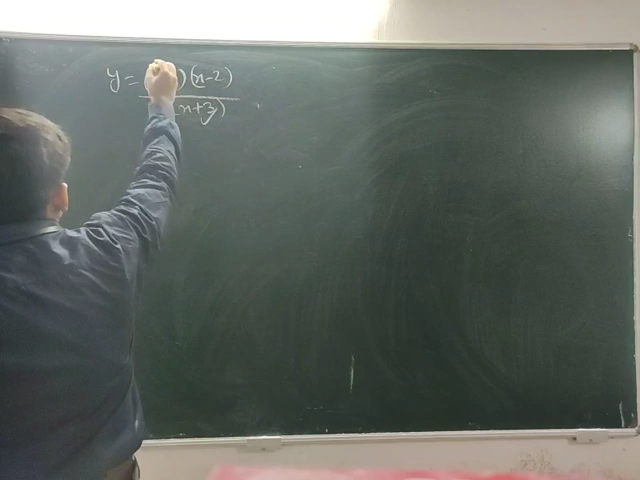 y = ( )(x-2)
x+3)